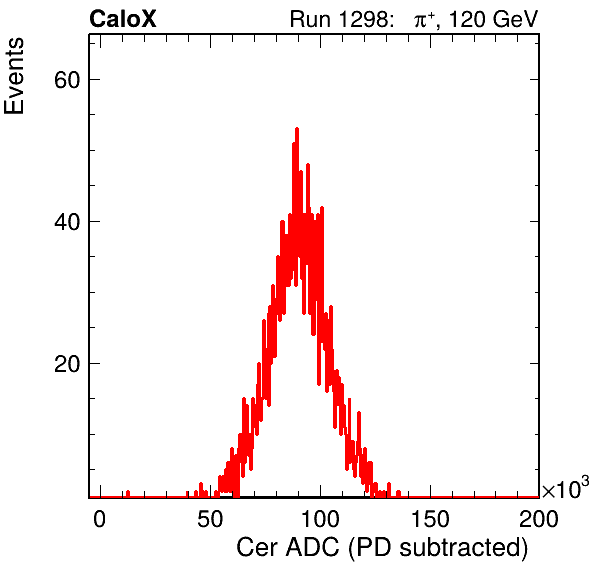 CaloX Run 1298: π⁺, 120 GeV
Events
60
40
20
0 50 100 150 200 ×10³
Cer ADC (PD subtracted)